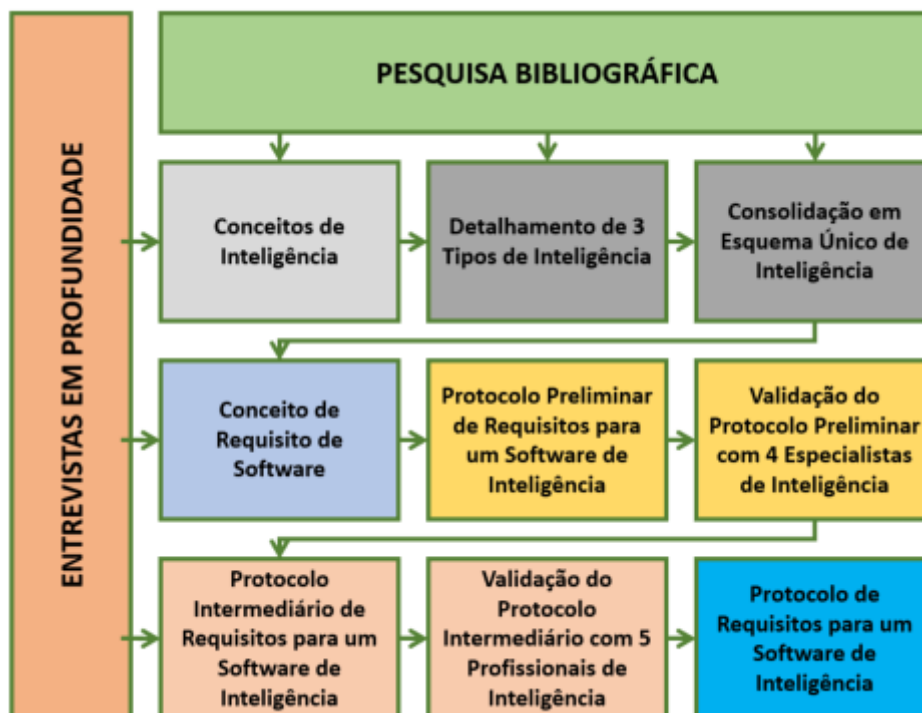 ENTREVISTAS EM PROFUNDIDADE
PESQUISA BIBLIOGRÁFICA
Conceitos de
Inteligência
Detalhamento de 3
Tipos de Inteligência
Consolidação em
Esquema Único de
Inteligência
Conceito de
Requisito de
Software
Protocolo Preliminar
de Requisitos para
um Software de
Inteligência
Validação do
Protocolo Preliminar
com 4 Especialistas
de Inteligência
Protocolo
Intermediário de
Requisitos para um
Software de
Inteligência
Validação do
Protocolo
Intermediário com 5
Profissionais de
Inteligência
Protocolo de
Requisitos para um
Software de
Inteligência